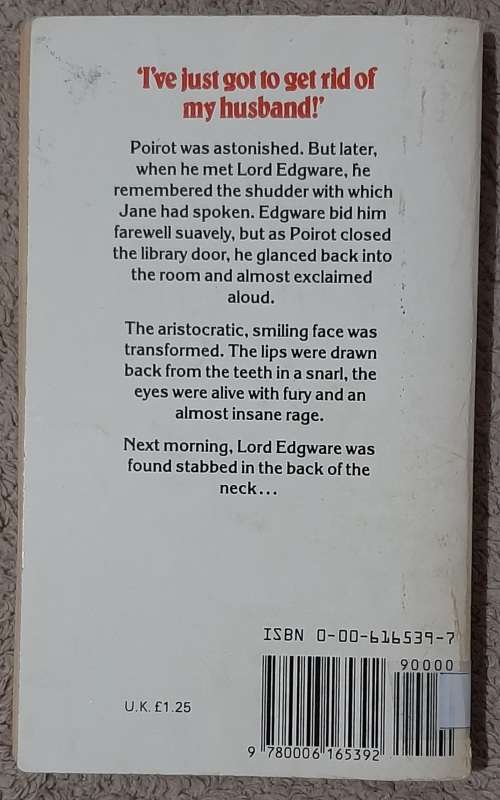 'I've just got to get rid of
my husband!'
Poirot was astonished. But later,
when he met Lord Edgware, he
remembered the shudder with which
Jane had spoken. Edgware bid him
farewell suavely, but as Poirot closed
the library door, he glanced back into
the room and almost exclaimed
aloud.
The aristocratic, smiling face was
transformed. The lips were drawn
back from the teeth in a snarl, the
eyes were alive with fury and an
almost insane rage.
Next morning, Lord Edgware was
found stabbed in the back of the
neck...
ISBN 0-00-616539-7
90000
U.K. £1.25
9 780006 165392